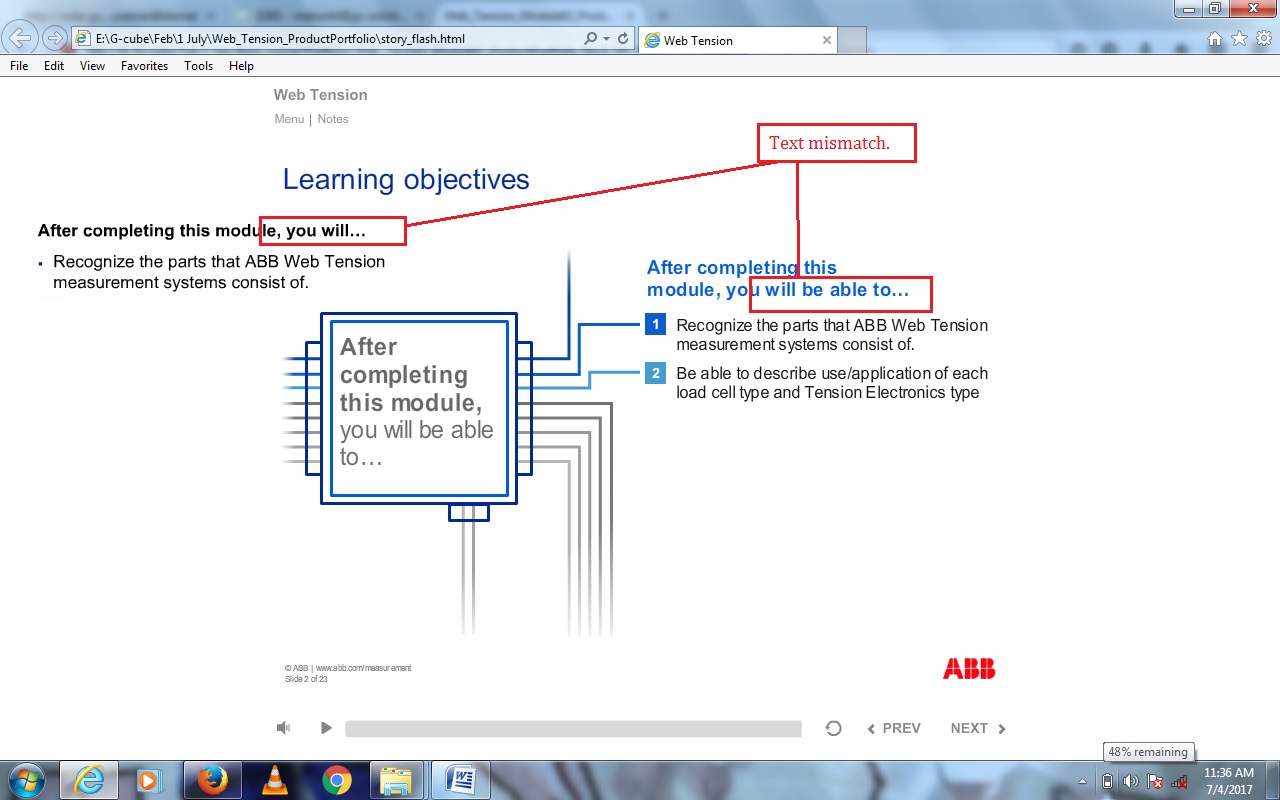 E:\G-cube\Feb\1 July\Web_Tension_ProductPortfolio\story_flash.html
Web Tension
File Edit View Favorites Tools Help
Web Tension
Menu | Notes
Text mismatch.
Learning objectives
After completing this module, you will…
Recognize the parts that ABB Web Tension
measurement systems consist of.
After completing this
module, you will be able to…
1 Recognize the parts that ABB Web Tension
measurement systems consist of.
2 Be able to describe use/application of each
load cell type and Tension Electronics type
After
completing
this module,
you will be able
to…
© ABB | www.abb.com/measurement
Slide 2 of 23
ABB
PREV NEXT
48% remaining
11:36 AM
7/4/2017